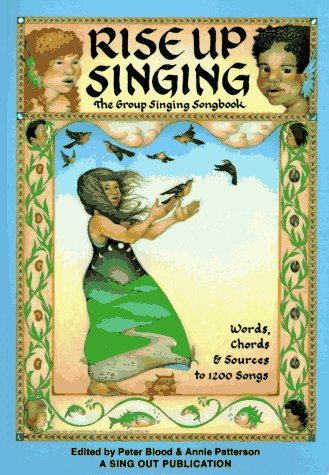 RISE UP
SINGING
The Group Singing Songbook
Words,
Chords
& Sources
to 1200 Songs
Edited by Peter Blood & Annie Patterson
A SING OUT PUBLICATION